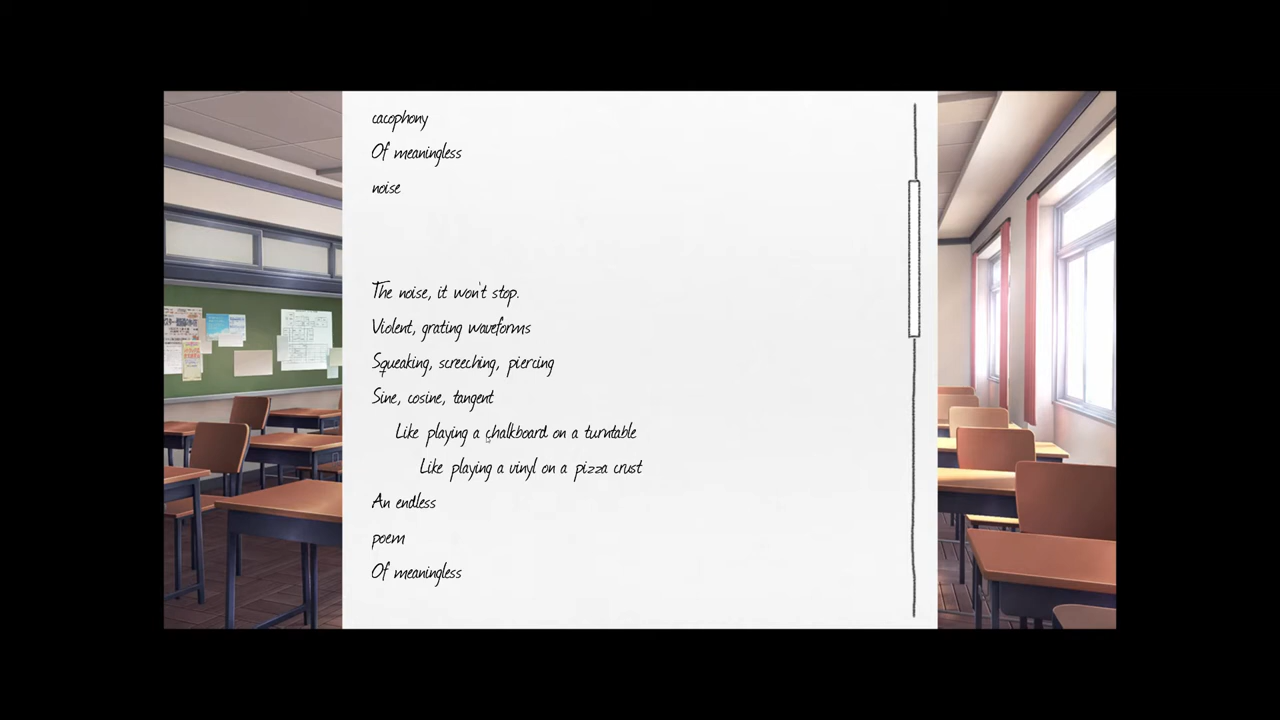 cacophony
Of meaningless
noise
The noise, it won't stop.
Violent, grating waveforms
Squeaking, screeching, piercing
Sine, cosine, tangent
Like playing a chalkboard on a turntable
Like playing a vinyl on a pizza crust
An endless
poem
Of meaningless